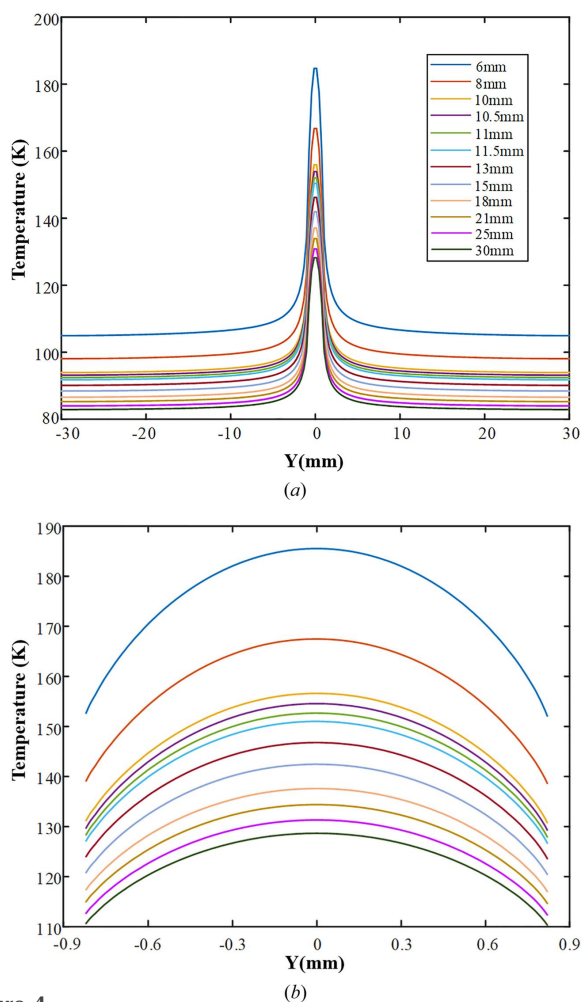 200
180
160
140
120
100
80
Temperature (K)
6mm
8mm
10mm
10.5mm
11mm
11.5mm
13mm
15mm
18mm
21mm
25mm
30mm
-30 -20 -10 0 10 20 30
Y(mm)
(a)
190
180
170
160
150
140
130
120
110
Temperature (K)
-0.9 -0.6 -0.3 0 0.3 0.6 0.9
Y(mm)
(b)